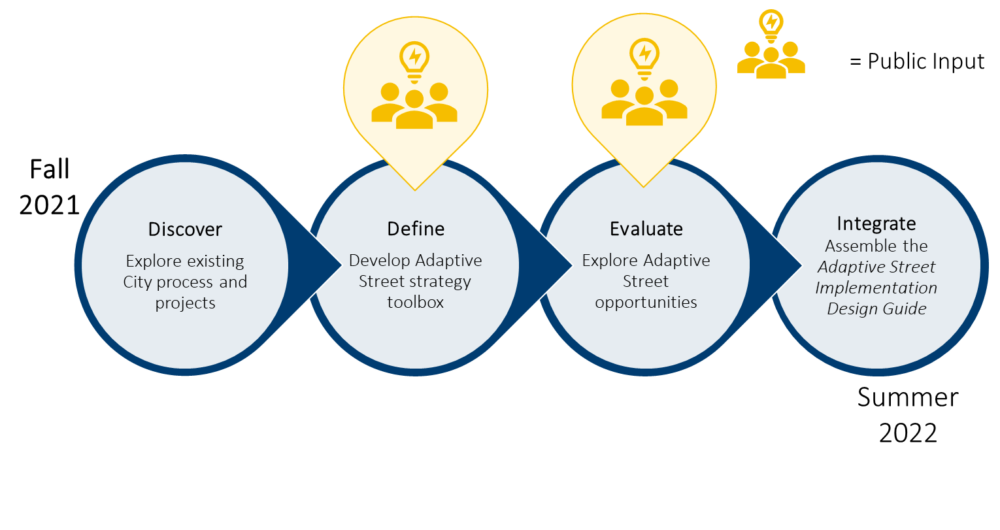 = Public Input
Fall
2021
Discover
Explore existing
City process and
projects
Define
Develop Adaptive
Street strategy
toolbox
Evaluate
Explore Adaptive
Street
opportunities
Integrate
Assemble the
Adaptive Street
Implementation
Design Guide
Summer
2022